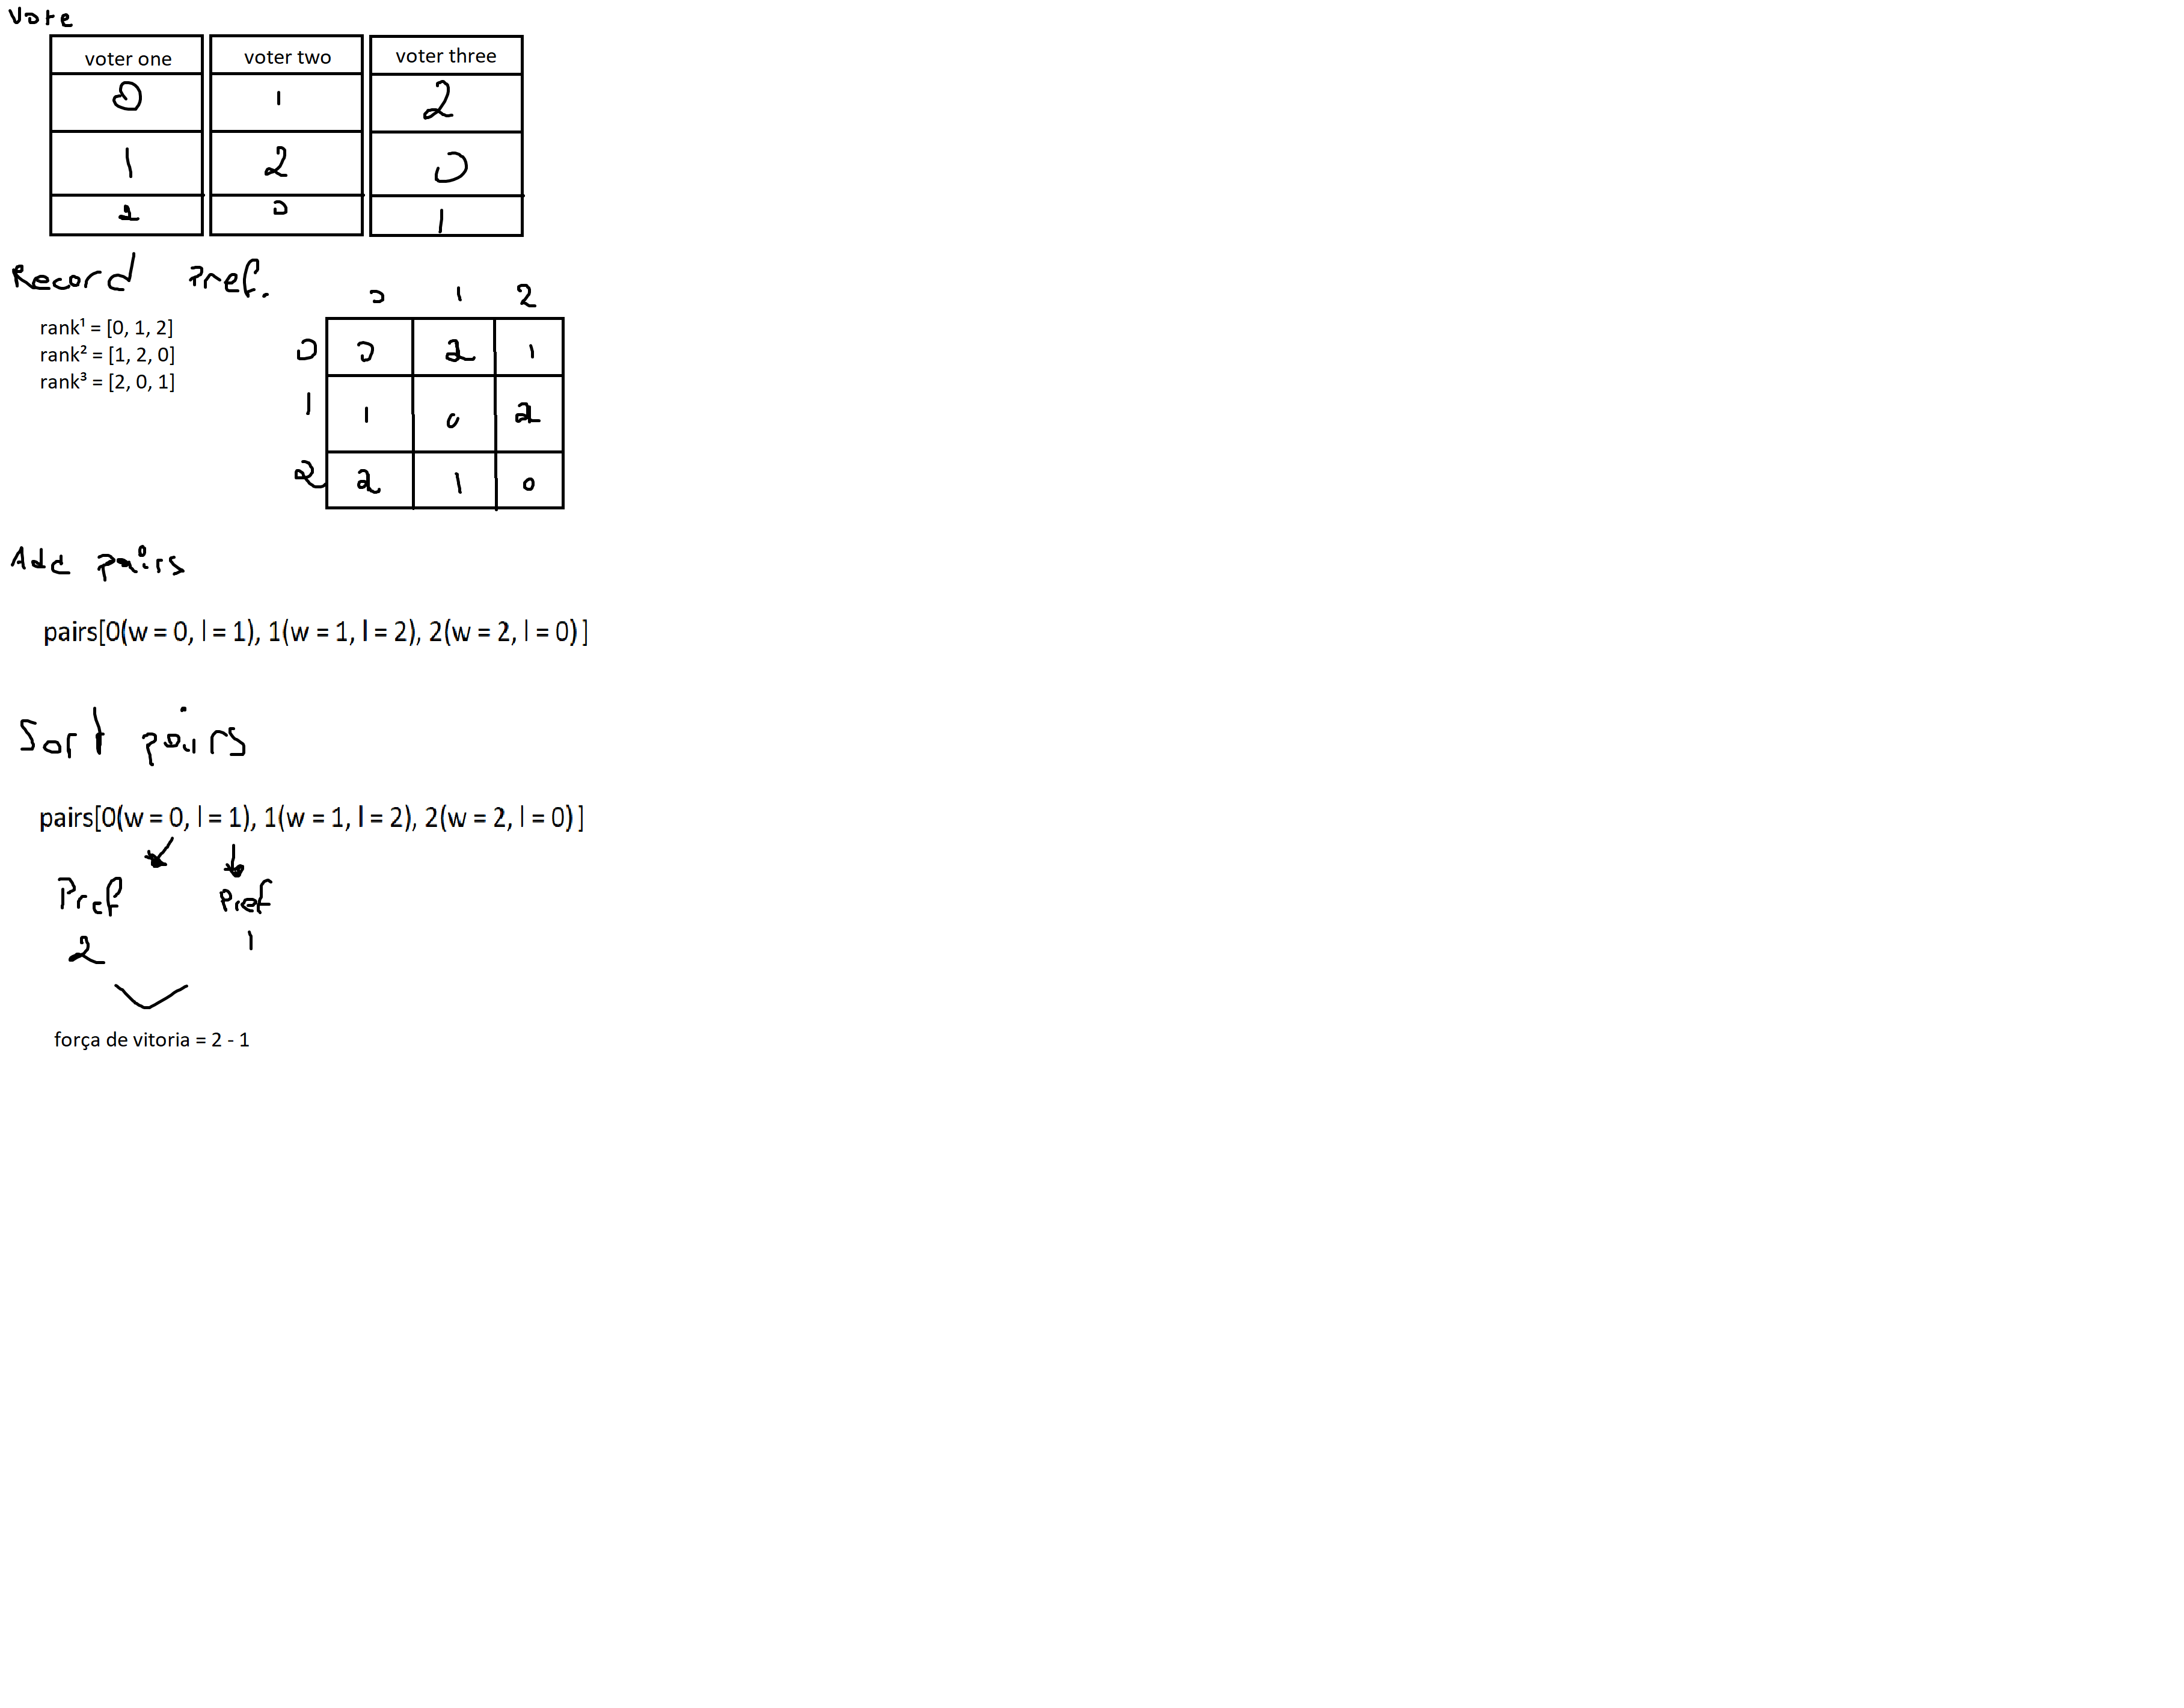 Vote
voter one voter two voter three
0 1 2
1 2 0
2 0 1
Record Pref.
rank¹ = [0, 1, 2]
rank² = [1, 2, 0]
rank³ = [2, 0, 1]
0 1 2
0 0 2 1
1 1 0 2
2 2 1 0
Add pairs
pairs[0(w = 0, l = 1), 1(w = 1, l = 2), 2(w = 2, l = 0)]
Sort pairs
pairs[0(w = 0, l = 1), 1(w = 1, l = 2), 2(w = 2, l = 0)]
Pref Pref
2 1
força de vitoria = 2 - 1